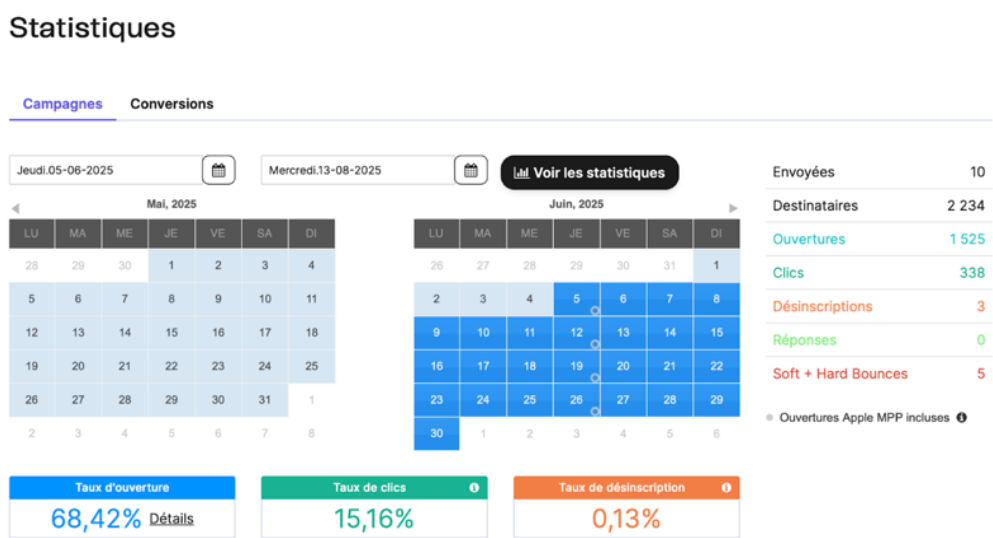 Statistiques
Campagnes Conversions
Jeudi.05-06-2025 Mercredi.13-08-2025 Voir les statistiques
Mai, 2025
LU MA ME JE VE SA DI
28 29 30 1 2 3 4
5 6 7 8 9 10 11
12 13 14 15 16 17 18
19 20 21 22 23 24 25
26 27 28 29 30 31 1
2 3 4 5 6 7 8
Juin, 2025
LU MA ME JE VE SA DI
26 27 28 29 30 31 1
2 3 4 5 6 7 8
9 10 11 12 13 14 15
16 17 18 19 20 21 22
23 24 25 26 27 28 29
30 1 2 3 4 5 6
Envoyées 10
Destinataires 2 234
Ouvertures 1 525
Clics 338
Désinscriptions 3
Réponses 0
Soft + Hard Bounces 5
Ouvertures Apple MPP incluses
Taux d'ouverture
68,42% Détails
Taux de clics
15,16%
Taux de désinscription
0,13%